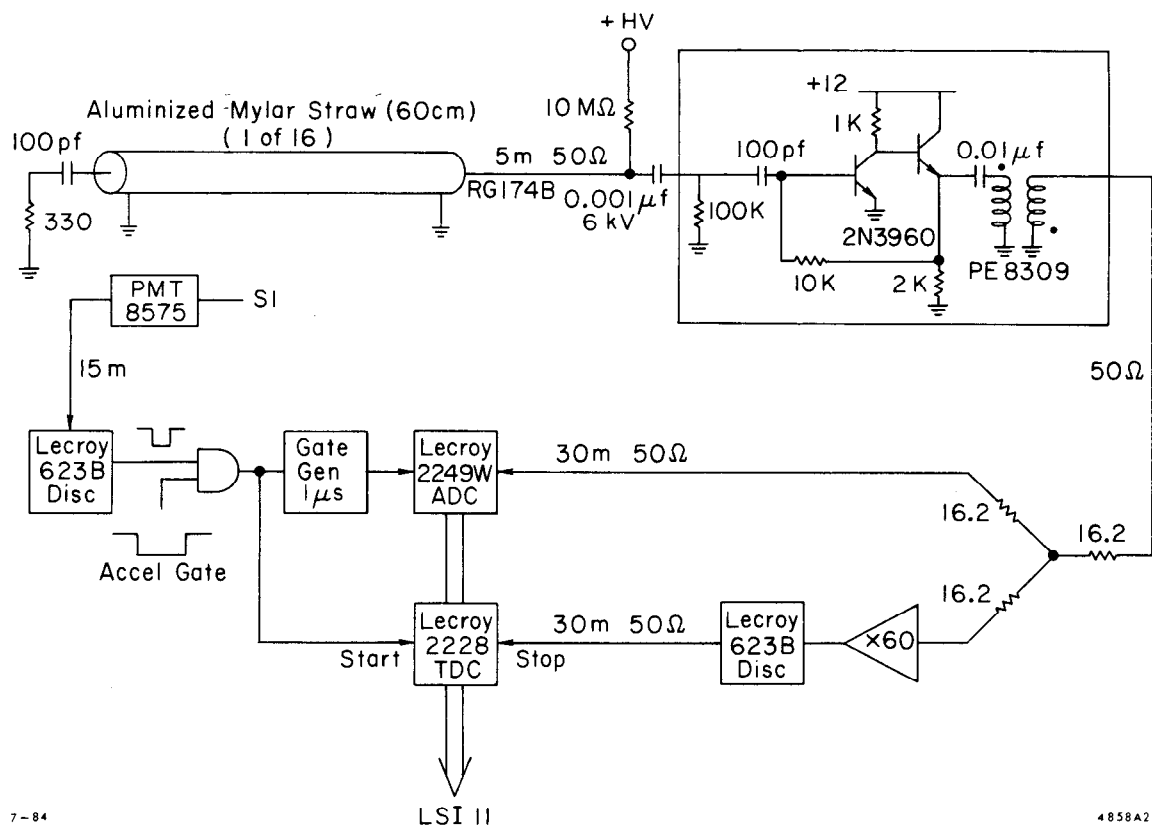 +HV
Aluminized Mylar Straw (60cm)
(1 of 16)
100pf
330
10 MΩ
5m 50Ω
RG174B
0.001μf
6 kV
100K
100pf
+12
1K
2N3960
10K
2K
0.01μf
PE 8309
PMT
8575
S1
15m
50Ω
Lecroy
623B
Disc
Gate
Gen
1μs
Lecroy
2249W
ADC
30m 50Ω
16.2
16.2
16.2
Accel Gate
Lecroy
2228
TDC
Start
Stop
30m 50Ω
Lecroy
623B
Disc
×60
LSI 11
7-84
4858A2